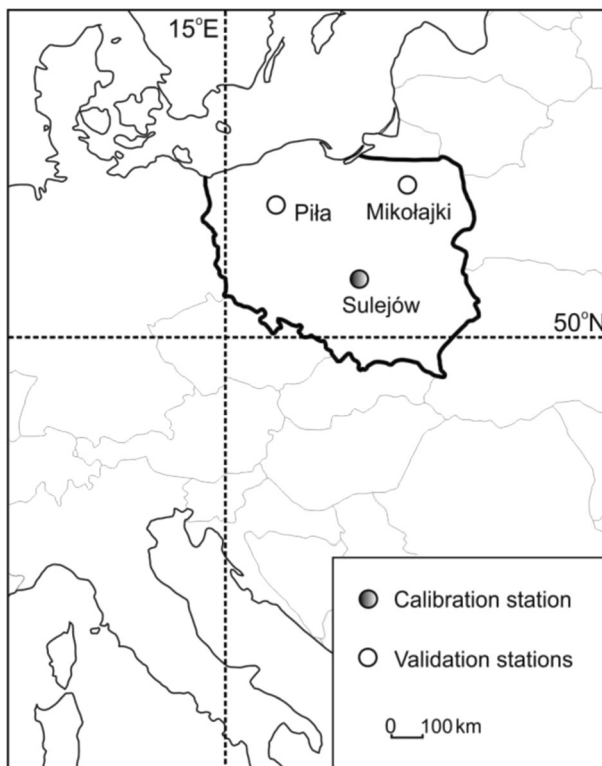 15°E
Piła
Mikołajki
Sulejów
50°N
Calibration station
Validation stations
0 100 km